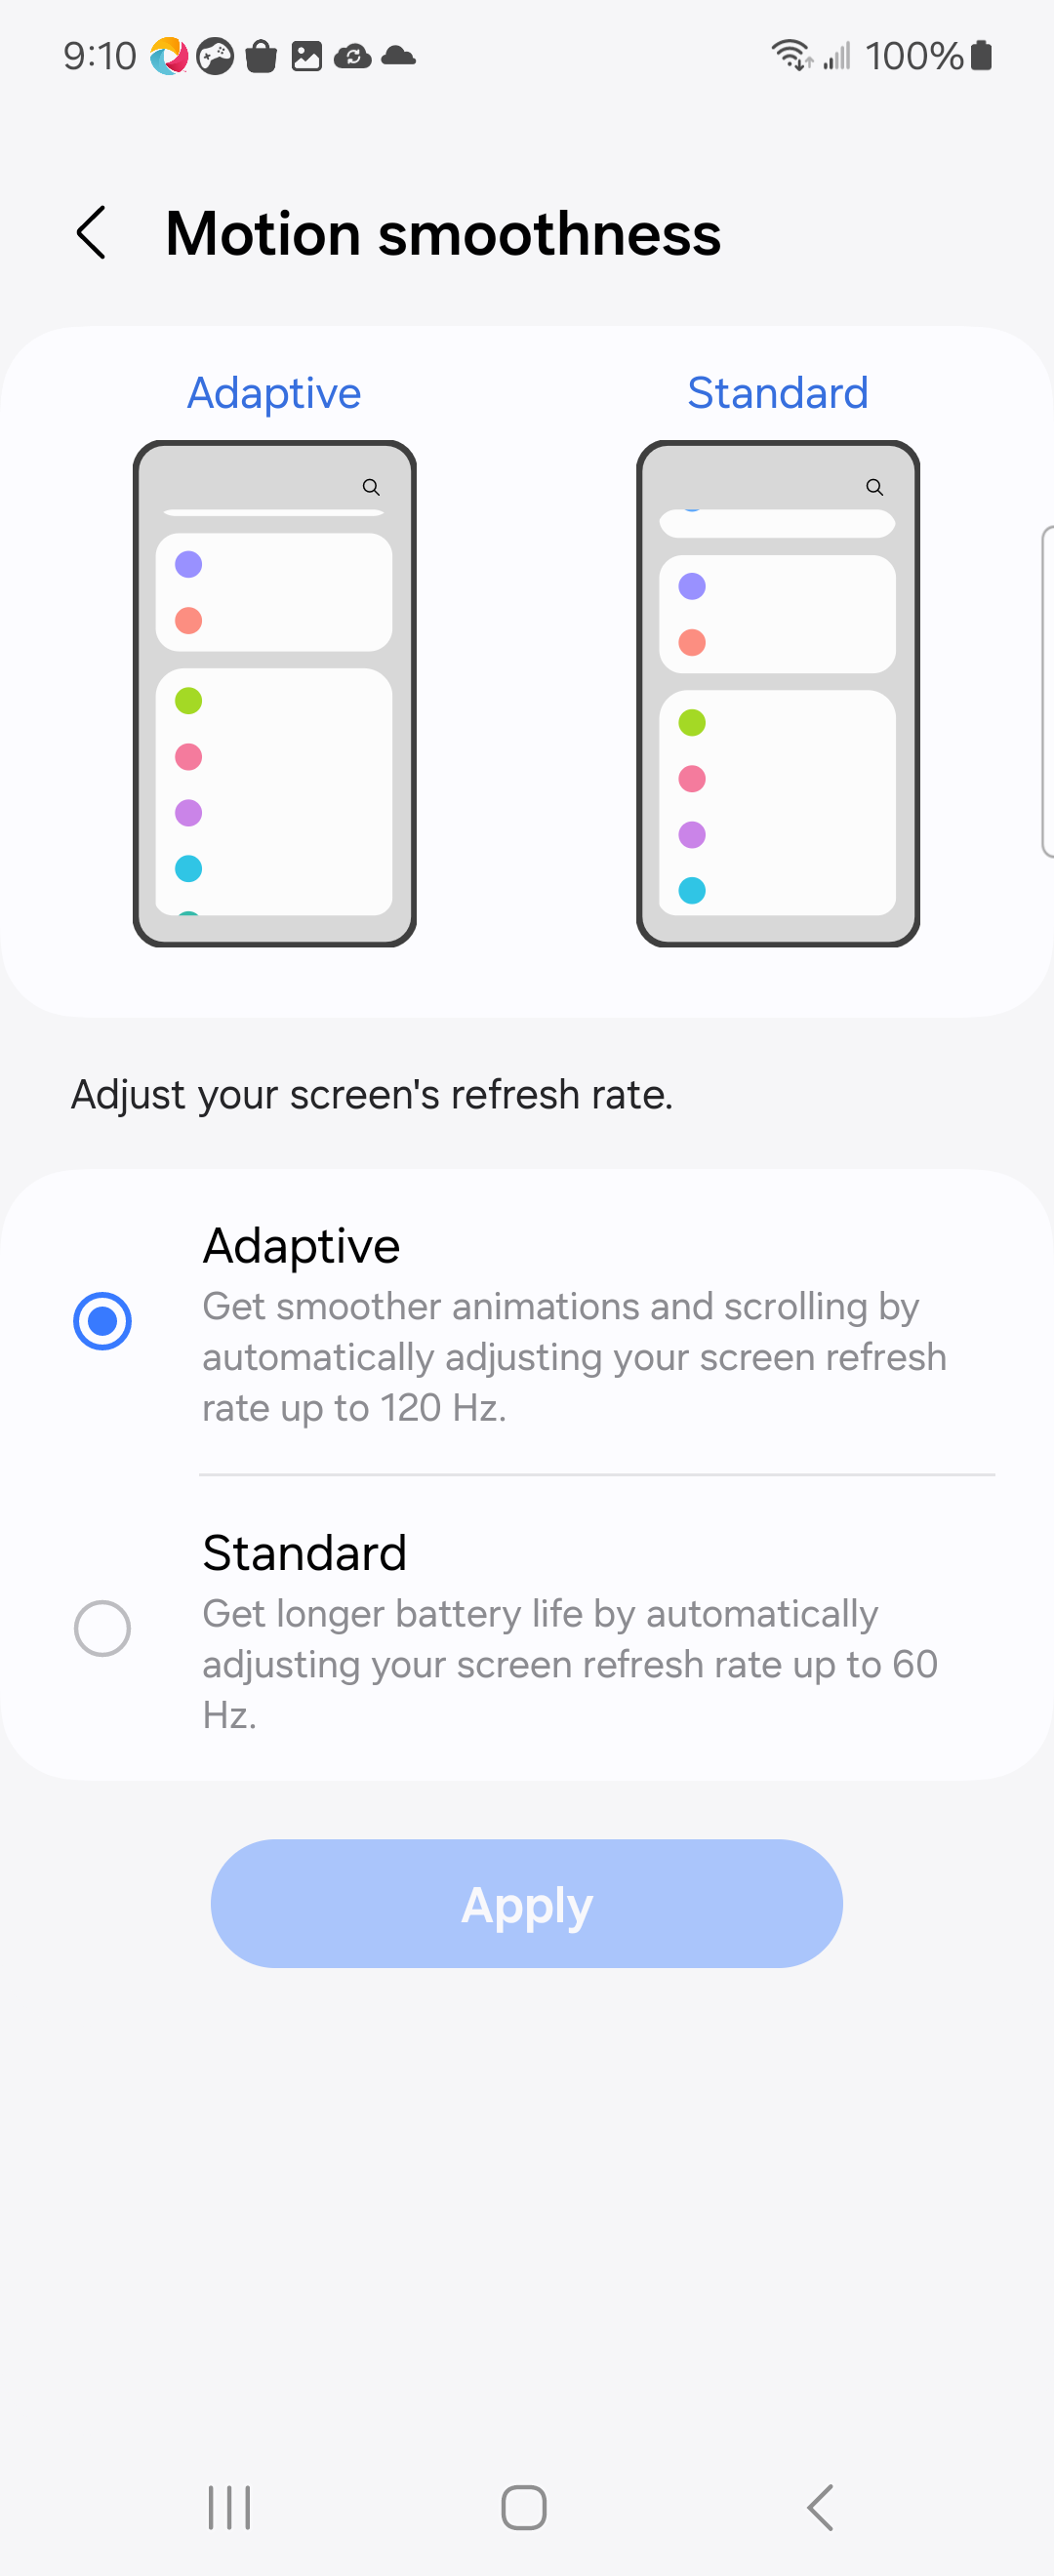 9:10
100%
Motion smoothness
Adaptive
Standard
Adjust your screen's refresh rate.
Adaptive
Get smoother animations and scrolling by
automatically adjusting your screen refresh
rate up to 120 Hz.
Standard
Get longer battery life by automatically
adjusting your screen refresh rate up to 60
Hz.
Apply